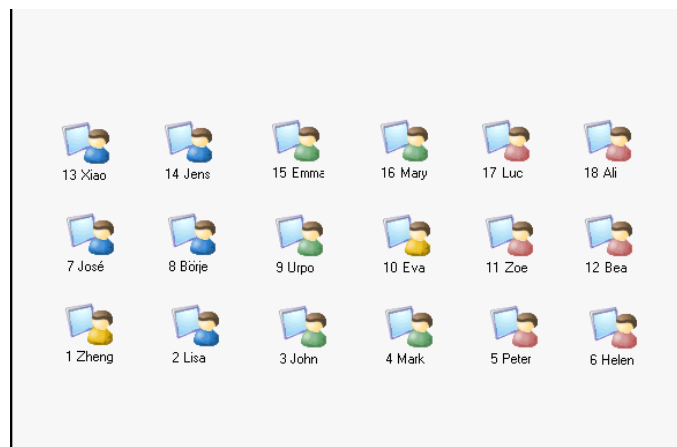 13 Xiao 14 Jens 15 Emma 16 Mary 17 Luc 18 Ali
7 José 8 Börje 9 Urpo 10 Eva 11 Zoe 12 Bea
1 Zheng 2 Lisa 3 John 4 Mark 5 Peter 6 Helen